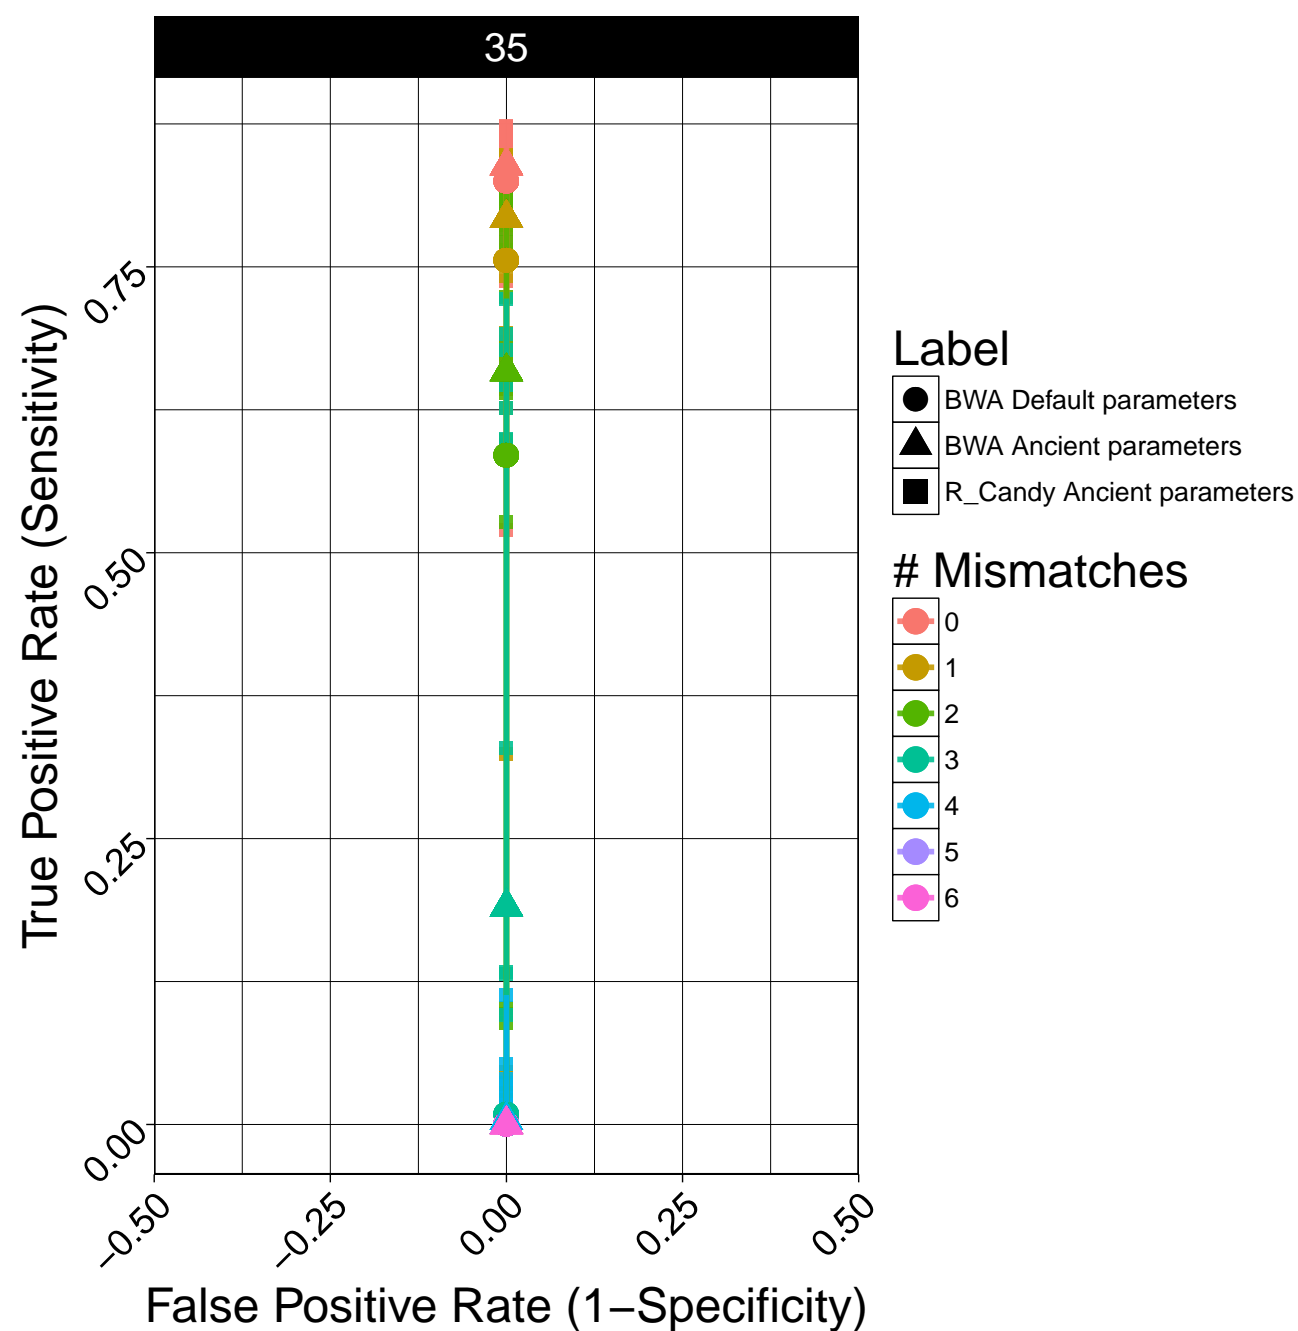 35
True Positive Rate (Sensitivity)
0.75
0.50
0.25
0.00
−0.50
−0.25
0.00
0.25
0.50
False Positive Rate (1−Specificity)
Label
BWA Default parameters
BWA Ancient parameters
R_Candy Ancient parameters
# Mismatches
0
1
2
3
4
5
6